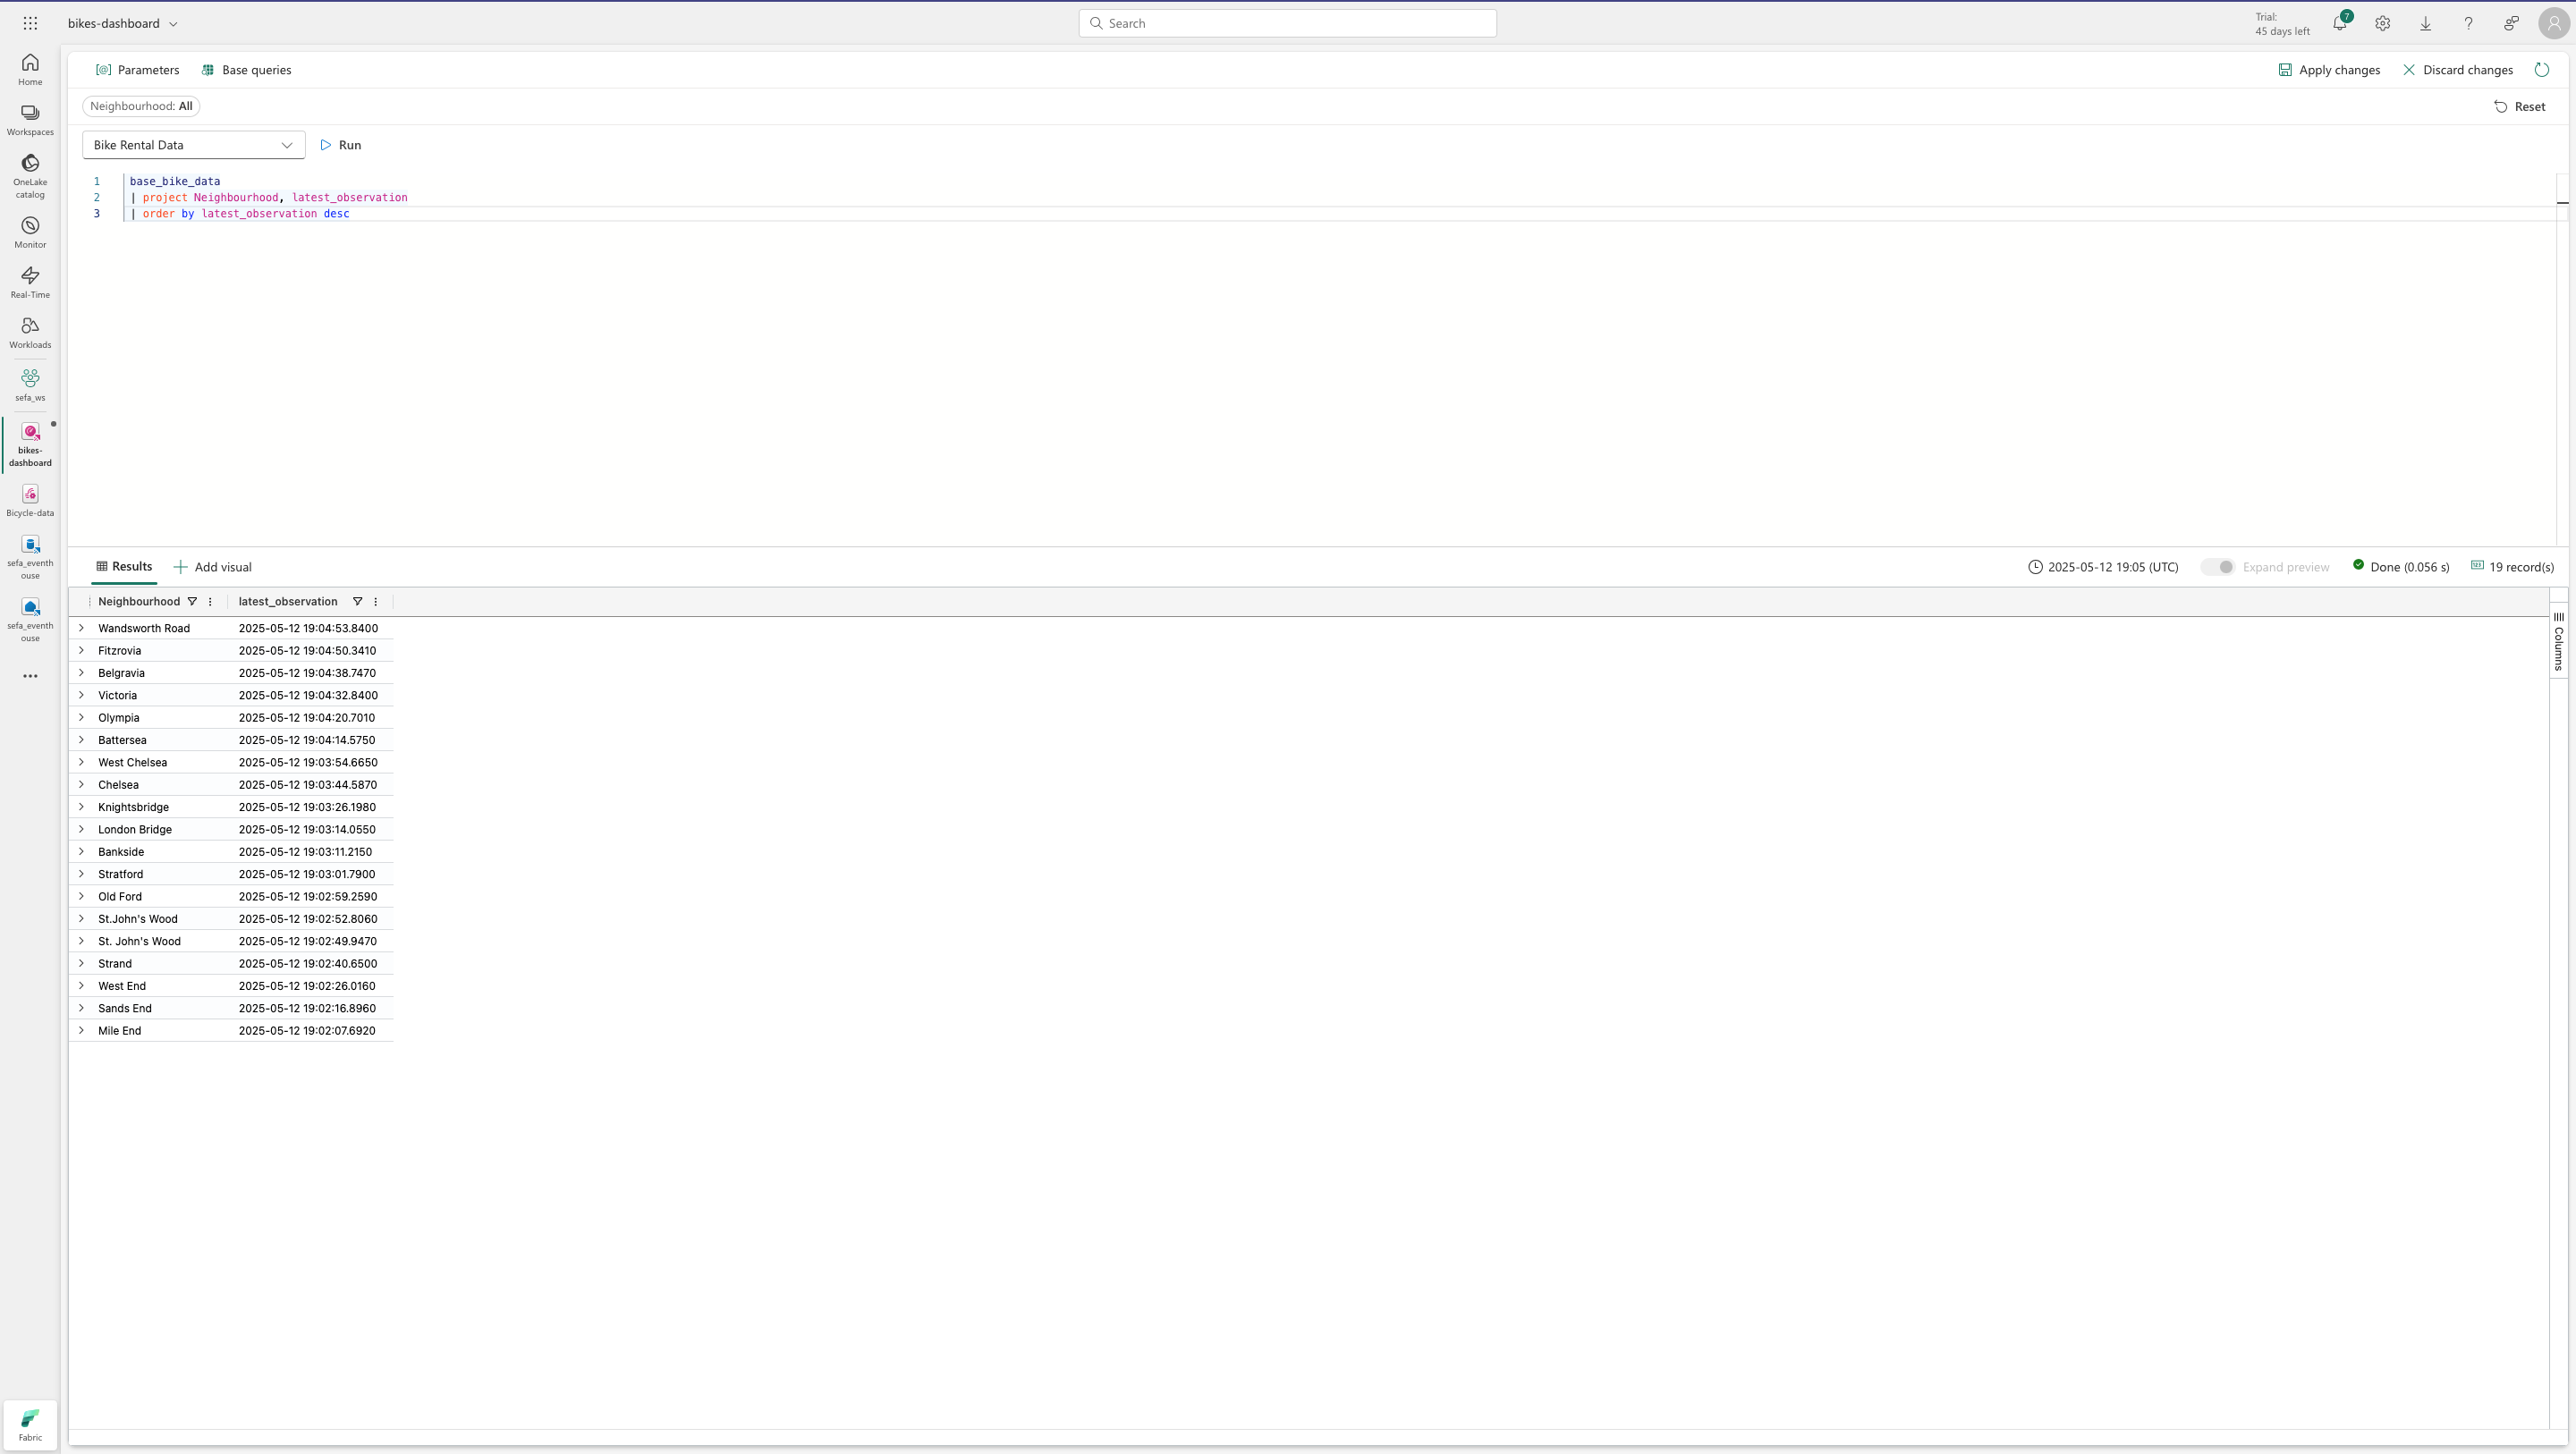 bikes-dashboard
Search
Trial:
45 days left
7
Home
Workspaces
OneLake
catalog
Monitor
Real-Time
Workloads
sefa_ws
bikes-
dashboard
Bicycle-data
sefa_eventh
ouse
sefa_eventh
ouse
Fabric
Parameters
Base queries
Apply changes
Discard changes
Neighbourhood: All
Reset
Bike Rental Data
Run
1 base_bike_data
2 | project Neighbourhood, latest_observation
3 | order by latest_observation desc
Results
Add visual
2025-05-12 19:05 (UTC)
Expand preview
Done (0.056 s)
19 record(s)
Neighbourhood latest_observation
Wandsworth Road 2025-05-12 19:04:53.8400
Fitzrovia 2025-05-12 19:04:50.3410
Belgravia 2025-05-12 19:04:38.7470
Victoria 2025-05-12 19:04:32.8400
Olympia 2025-05-12 19:04:20.7010
Battersea 2025-05-12 19:04:14.5750
West Chelsea 2025-05-12 19:03:54.6650
Chelsea 2025-05-12 19:03:44.5870
Knightsbridge 2025-05-12 19:03:26.1980
London Bridge 2025-05-12 19:03:14.0550
Bankside 2025-05-12 19:03:11.2150
Stratford 2025-05-12 19:03:01.7900
Old Ford 2025-05-12 19:02:59.2590
St.John's Wood 2025-05-12 19:02:52.8060
St. John's Wood 2025-05-12 19:02:49.9470
Strand 2025-05-12 19:02:40.6500
West End 2025-05-12 19:02:26.0160
Sands End 2025-05-12 19:02:16.8960
Mile End 2025-05-12 19:02:07.6920
Columns